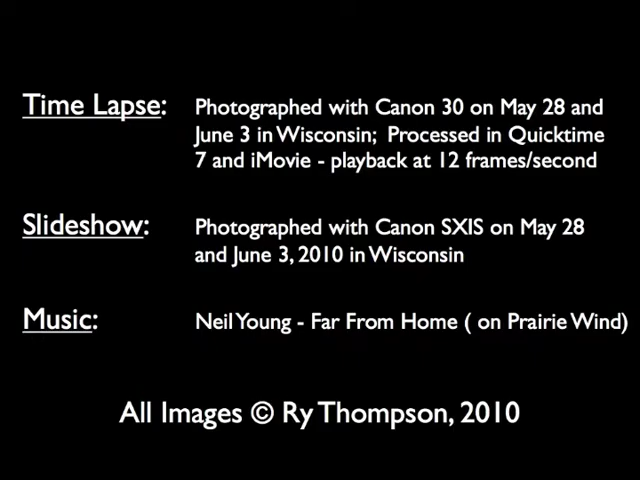 Time Lapse: Photographed with Canon 30 on May 28 and
June 3 in Wisconsin; Processed in Quicktime
7 and iMovie - playback at 12 frames/second
Slideshow: Photographed with Canon SXIS on May 28
and June 3, 2010 in Wisconsin
Music: Neil Young - Far From Home ( on Prairie Wind)
All Images © Ry Thompson, 2010